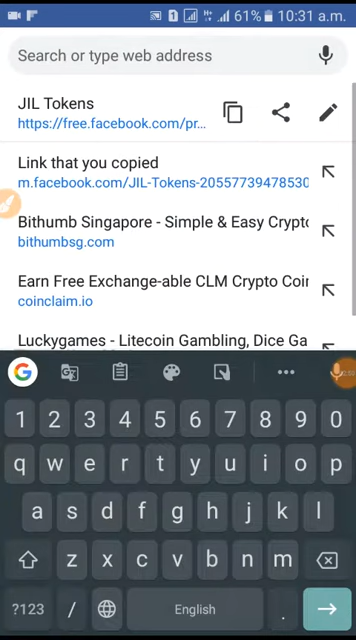 61% 10:31 a.m.
Search or type web address
JIL Tokens
https://free.facebook.com/pr...
Link that you copied
m.facebook.com/JIL-Tokens-20557739478530
Bithumb Singapore - Simple & Easy Crypto
bithumbsg.com
Earn Free Exchange-able CLM Crypto Coin
coinclaim.io
Luckygames - Litecoin Gambling, Dice Ga
G
1 2 3 4 5 6 7 8 9 0
q w e r t y u i o p
a s d f g h j k l
z x c v b n m
?123 / English .